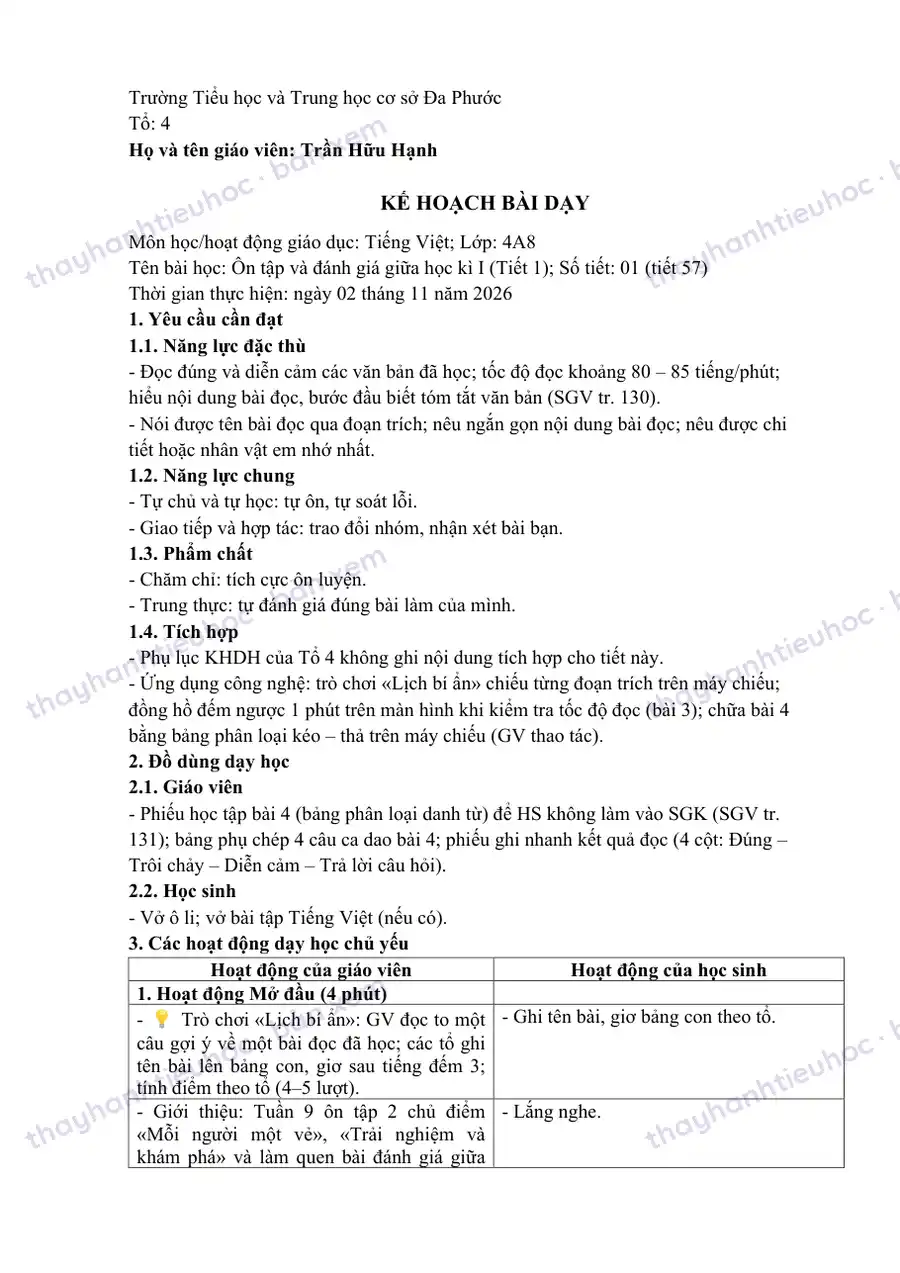 Trường Tiểu học và Trung học cơ sở Đa Phước
Tổ: 4
Họ và tên giáo viên: Trần Hữu Hạnh
KẾ HOẠCH BÀI DẠY
Môn học/hoạt động giáo dục: Tiếng Việt; Lớp: 4A8
Tên bài học: Ôn tập và đánh giá giữa học kì I (Tiết 1); Số tiết: 01 (tiết 57)
Thời gian thực hiện: ngày 02 tháng 11 năm 2026
1. Yêu cầu cần đạt
1.1. Năng lực đặc thù
- Đọc đúng và diễn cảm các văn bản đã học; tốc độ đọc khoảng 80 – 85 tiếng/phút;
hiểu nội dung bài đọc, bước đầu biết tóm tắt văn bản (SGV tr. 130).
- Nói được tên bài đọc qua đoạn trích; nêu ngắn gọn nội dung bài đọc; nêu được chi
tiết hoặc nhân vật em nhớ nhất.
1.2. Năng lực chung
- Tự chủ và tự học: tự ôn, tự soát lỗi.
- Giao tiếp và hợp tác: trao đổi nhóm, nhận xét bài bạn.
1.3. Phẩm chất
- Chăm chỉ: tích cực ôn luyện.
- Trung thực: tự đánh giá đúng bài làm của mình.
1.4. Tích hợp
- Phụ lục KHDH của Tổ 4 không ghi nội dung tích hợp cho tiết này.
- Ứng dụng công nghệ: trò chơi «Lịch bí ẩn» chiếu từng đoạn trích trên máy chiếu;
đồng hồ đếm ngược 1 phút trên màn hình khi kiểm tra tốc độ đọc (bài 3); chữa bài 4
bằng bảng phân loại kéo – thả trên máy chiếu (GV thao tác).
2. Đồ dùng dạy học
2.1. Giáo viên
- Phiếu học tập bài 4 (bảng phân loại danh từ) để HS không làm vào SGK (SGV tr.
131); bảng phụ chép 4 câu ca dao bài 4; phiếu ghi nhanh kết quả đọc (4 cột: Đúng –
Trôi chảy – Diễn cảm – Trả lời câu hỏi).
2.2. Học sinh
- Vở ô li; vở bài tập Tiếng Việt (nếu có).
3. Các hoạt động dạy học chủ yếu
Hoạt động của giáo viên
Hoạt động của học sinh
1. Hoạt động Mở đầu (4 phút)
- 💡 Trò chơi «Lịch bí ẩn»: GV đọc to một
câu gợi ý về một bài đọc đã học; các tổ ghi
tên bài lên bảng con, giơ sau tiếng đếm 3;
tính điểm theo tổ (4–5 lượt).
- Ghi tên bài, giơ bảng con theo tổ.
- Giới thiệu: Tuần 9 ôn tập 2 chủ điểm
«Mỗi người một vẻ», «Trải nghiệm và
khám phá» và làm quen bài đánh giá giữa
- Lắng nghe.
thayhanhtieuhoc · bản xem
thayhanhtieuhoc · b
thayhanhtieuhoc · bản xem
thayhanhtieuhoc · b
thayhanhtieuhoc · bản xem
thayhanhtieuhoc · b